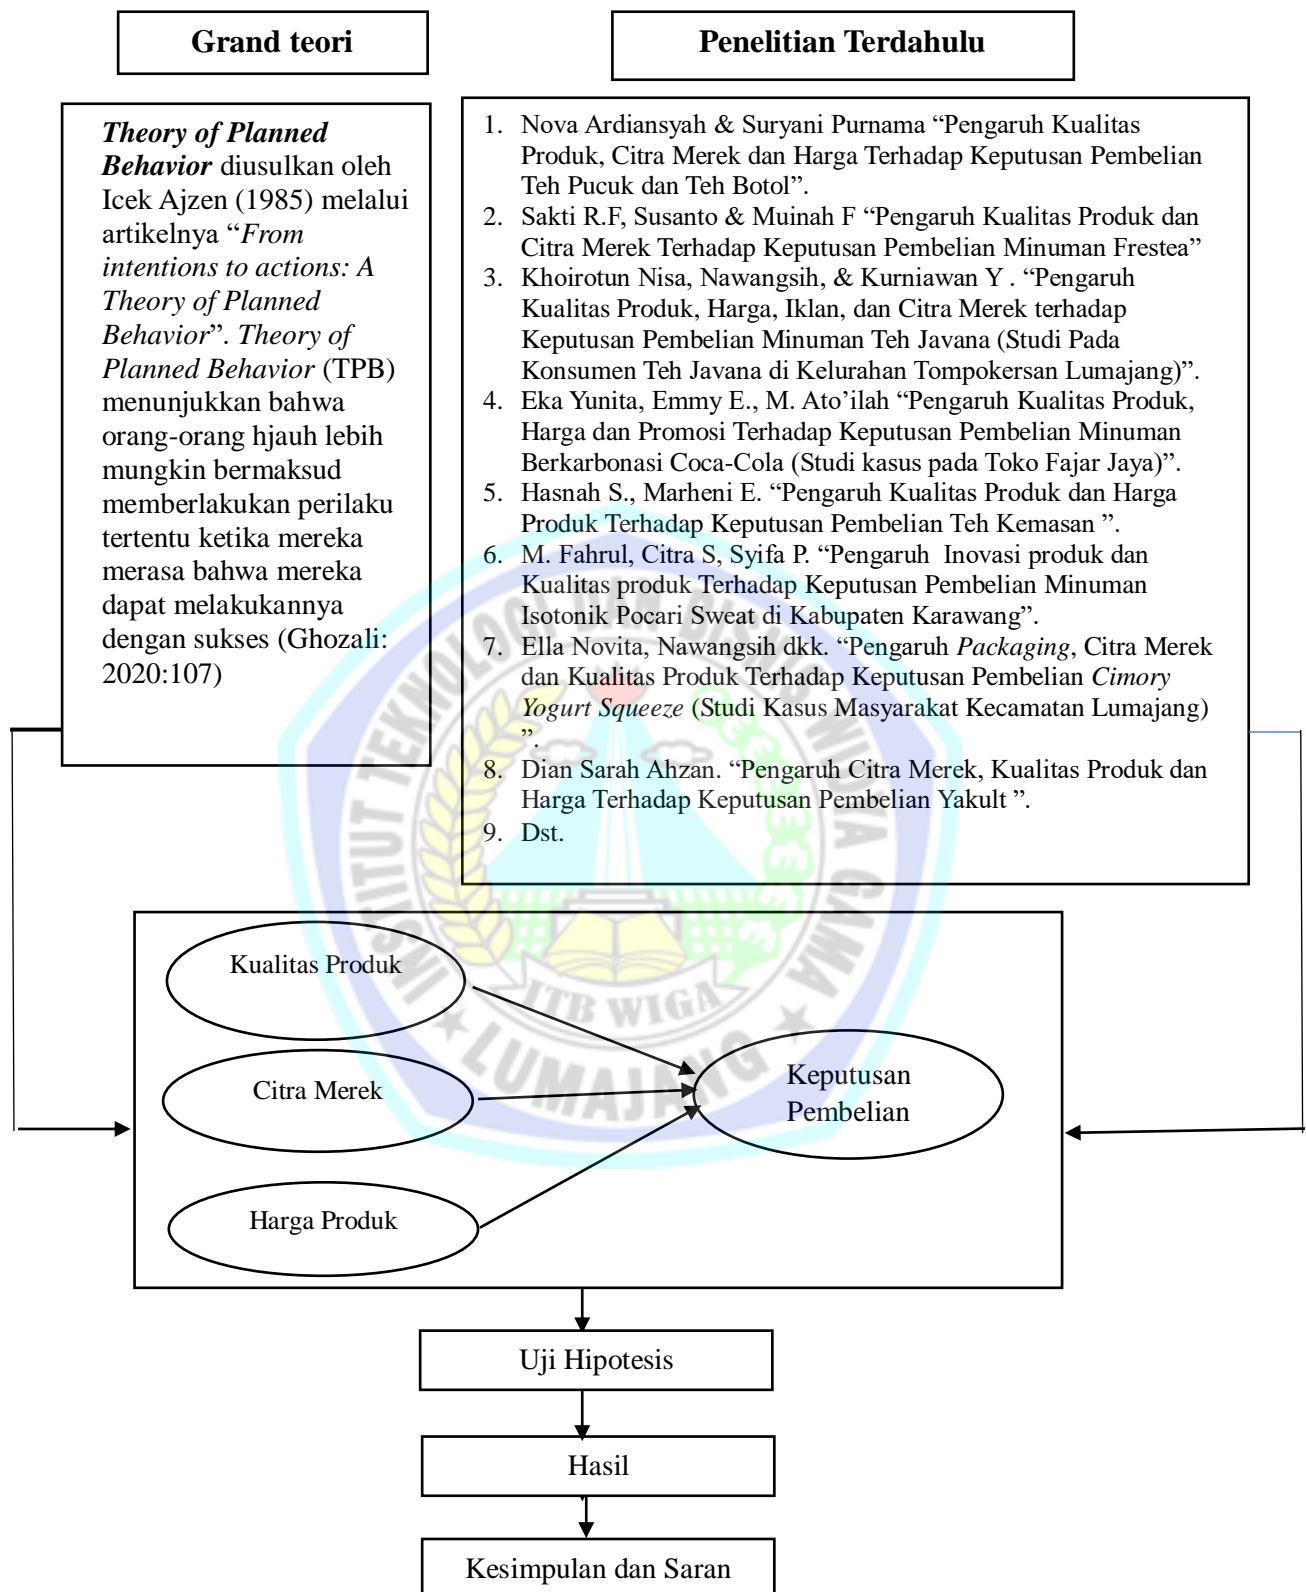 Grand teori
Penelitian Terdahulu
Theory of Planned
Behavior diusulkan oleh
Icek Ajzen (1985) melalui
artikelnya “From
intentions to actions: A
Theory of Planned
Behavior”. Theory of
Planned Behavior (TPB)
menunjukkan bahwa
orang-orang hjauh lebih
mungkin bermaksud
memberlakukan perilaku
tertentu ketika mereka
merasa bahwa mereka
dapat melakukannya
dengan sukses (Ghozali:
2020:107)
1. Nova Ardiansyah & Suryani Purnama “Pengaruh Kualitas
Produk, Citra Merek dan Harga Terhadap Keputusan Pembelian
Teh Pucuk dan Teh Botol”.
2. Sakti R.F, Susanto & Muinah F “Pengaruh Kualitas Produk dan
Citra Merek Terhadap Keputusan Pembelian Minuman Frestea”
3. Khoirotun Nisa, Nawangsih, & Kurniawan Y . “Pengaruh
Kualitas Produk, Harga, Iklan, dan Citra Merek terhadap
Keputusan Pembelian Minuman Teh Javana (Studi Pada
Konsumen Teh Javana di Kelurahan Tompokersan Lumajang)”.
4. Eka Yunita, Emmy E., M. Ato’ilah “Pengaruh Kualitas Produk,
Harga dan Promosi Terhadap Keputusan Pembelian Minuman
Berkarbonasi Coca-Cola (Studi kasus pada Toko Fajar Jaya)”.
5. Hasnah S., Marheni E. “Pengaruh Kualitas Produk dan Harga
Produk Terhadap Keputusan Pembelian Teh Kemasan ”.
6. M. Fahrul, Citra S, Syifa P. “Pengaruh Inovasi produk dan
Kualitas produk Terhadap Keputusan Pembelian Minuman
Isotonik Pocari Sweat di Kabupaten Karawang”.
7. Ella Novita, Nawangsih dkk. “Pengaruh Packaging, Citra Merek
dan Kualitas Produk Terhadap Keputusan Pembelian Cimory
Yogurt Squeeze (Studi Kasus Masyarakat Kecamatan Lumajang)
”.
8. Dian Sarah Ahzan. “Pengaruh Citra Merek, Kualitas Produk dan
Harga Terhadap Keputusan Pembelian Yakult ”.
9. Dst.
INSTITUT TEKNOLOGI DAN BISNIS WIDYA GAMA
ITB WIGA
LUMAJANG
Kualitas Produk
Citra Merek
Harga Produk
Keputusan
Pembelian
Uji Hipotesis
Hasil
Kesimpulan dan Saran